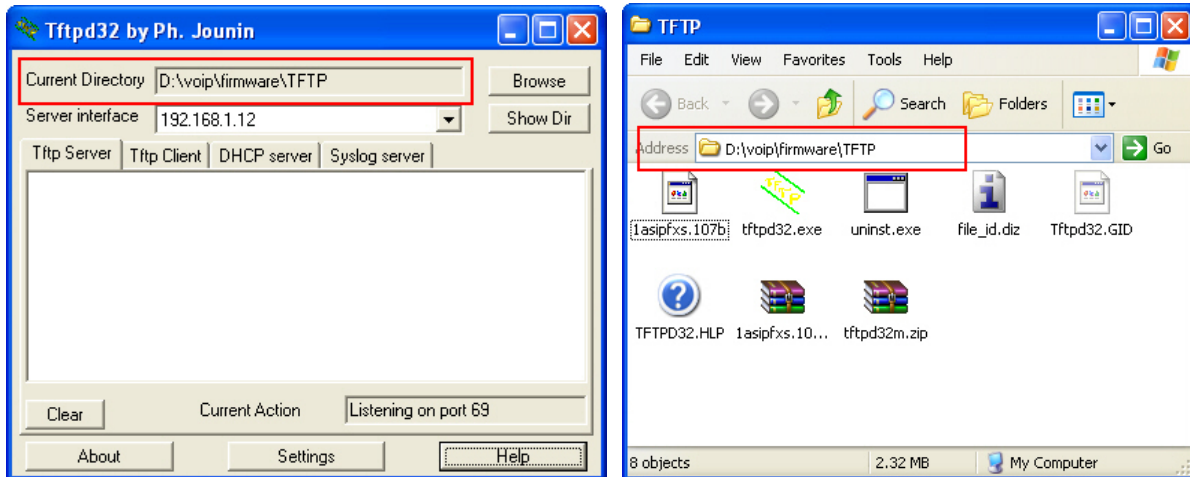 Tftpd32 by Ph. Jounin
Current Directory D:\voip\firmware\TFTP Browse
Server interface 192.168.1.12 Show Dir
Tftp Server Tftp Client DHCP server Syslog server
Clear Current Action Listening on port 69
About Settings Help
TFTP
File Edit View Favorites Tools Help
Back Search Folders
Address D:\voip\firmware\TFTP Go
1asipfxs.107b tftpd32.exe uninst.exe file_id.diz Tftpd32.GID
TFTPD32.HLP 1asipfxs.10... tftpd32m.zip
8 objects 2.32 MB My Computer